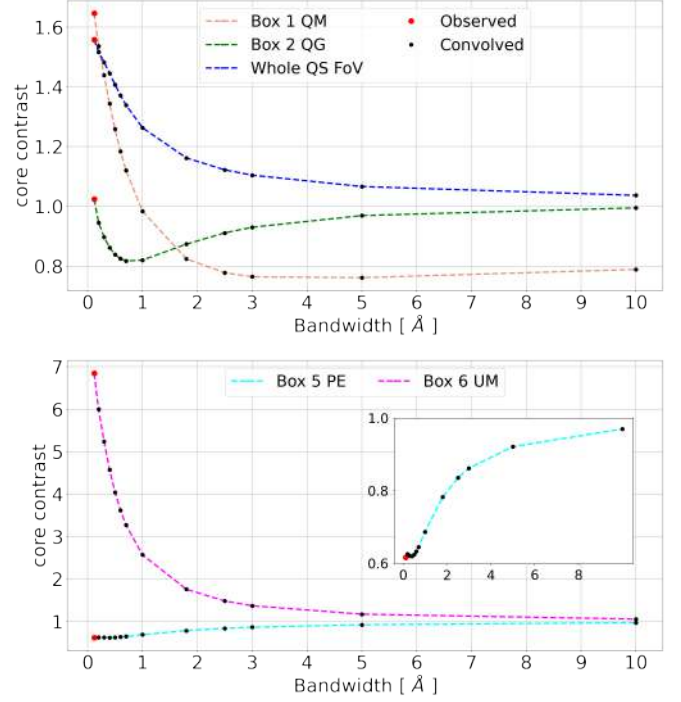 Box 1 QM
Box 2 QG
Whole QS FoV
Observed
Convolved
core contrast
1.6
1.4
1.2
1.0
0.8
0 1 2 3 4 5 6 7 8 9 10
Bandwidth [ Å ]
Box 5 PE
Box 6 UM
core contrast
7
6
5
4
3
2
1
1.0
0.8
0.6
0 2 4 6 8
0 1 2 3 4 5 6 7 8 9 10
Bandwidth [ Å ]